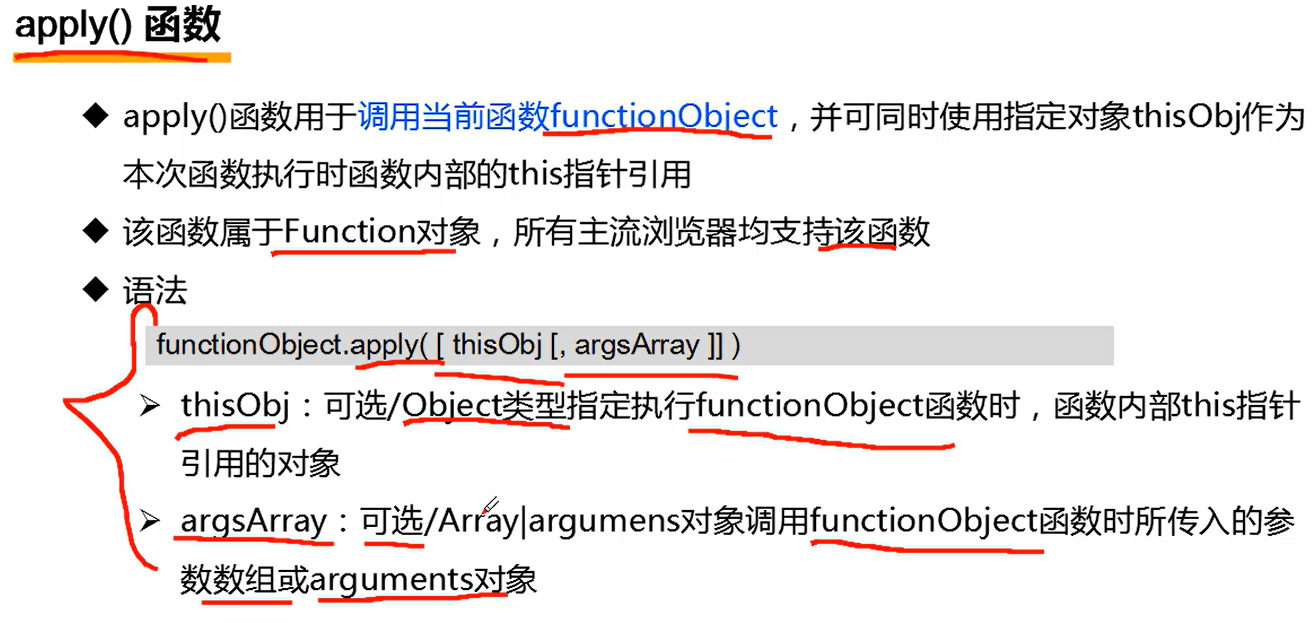 apply() 函数
◆ apply()函数用于调用当前函数functionObject，并可同时使用指定对象thisObj作为
本次函数执行时函数内部的this指针引用
◆ 该函数属于Function对象，所有主流浏览器均支持该函数
◆ 语法
functionObject.apply( [ thisObj [, argsArray ]] )
➢ thisObj：可选/Object类型指定执行functionObject函数时，函数内部this指针
引用的对象
➢ argsArray：可选/Array|argumens对象调用functionObject函数时所传入的参
数数组或arguments对象